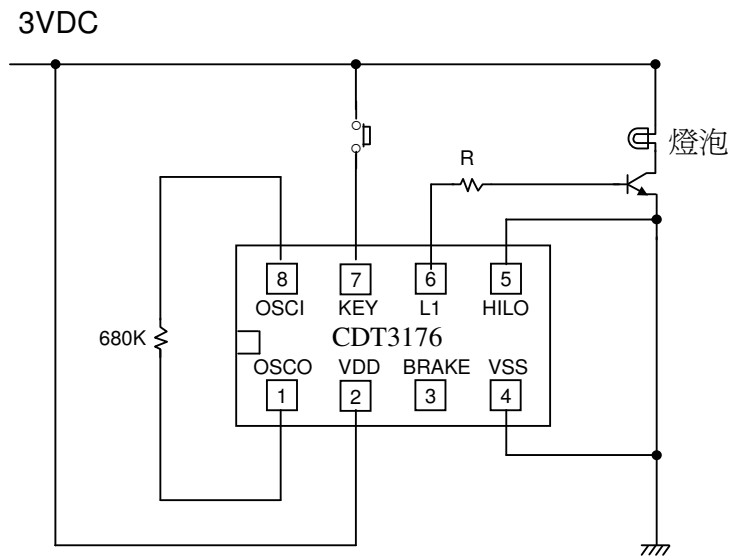 3VDC
燈泡
R
8 7 6 5
OSCI KEY L1 HILO
680K
CDT3176
OSCO VDD BRAKE VSS
1 2 3 4